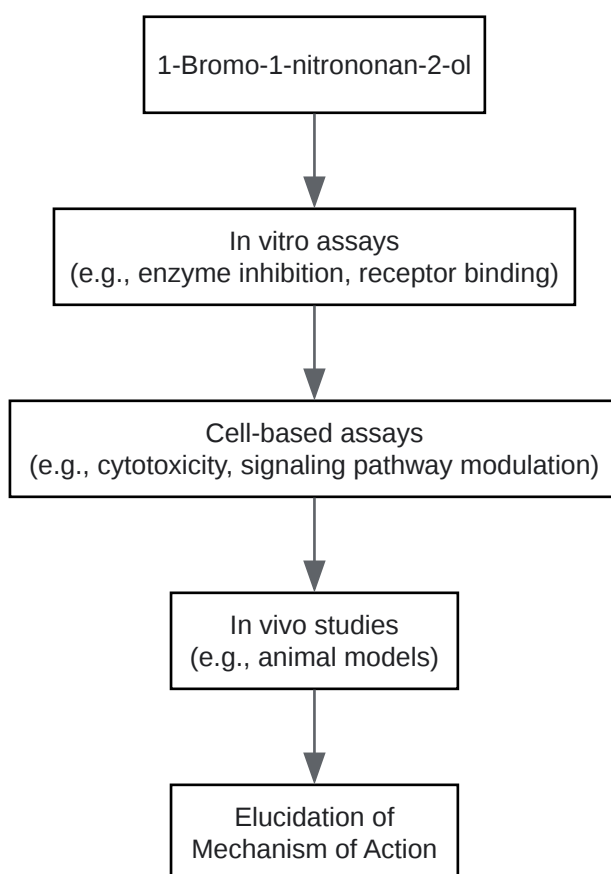 1-Bromo-1-nitrononan-2-ol
In vitro assays
(e.g., enzyme inhibition, receptor binding)
Cell-based assays
(e.g., cytotoxicity, signaling pathway modulation)
In vivo studies
(e.g., animal models)
Elucidation of
Mechanism of Action